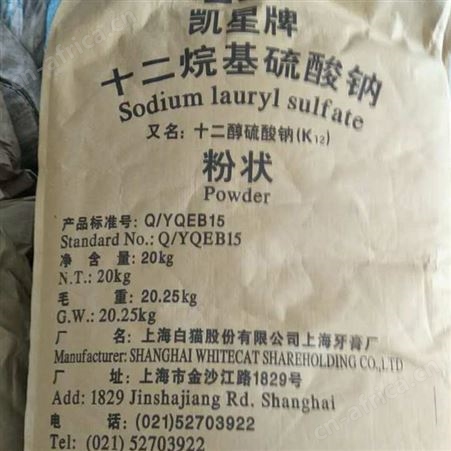 凯星牌
十二烷基硫酸钠
Sodium lauryl sulfate
又名：十二醇硫酸钠(K₁₂)
粉状
Powder
产品标准号：Q/YQEB15
Standard No.: Q/YQEB15
净 含 量：20kg
N.T.: 20kg
毛 重：20.25kg
G.W.: 20.25kg
厂 名：上海白猫股份有限公司上海牙膏厂
Manufacturer: SHANGHAI WHITECAT SHAREHOLDING CO.,LTD
厂 址：上海市金沙江路1829号
Add: 1829 Jinshajiang Rd. Shanghai
电 话：(021)52703922
Tel: (021) 52703922